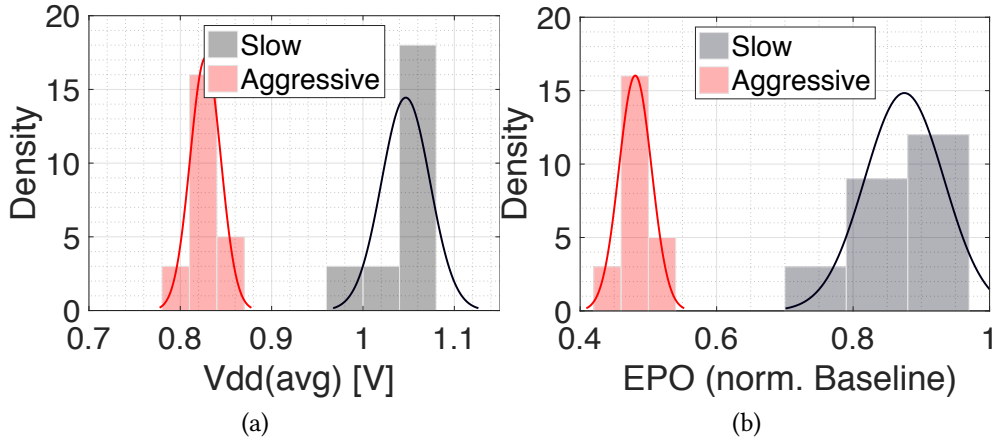 20
15
10
5
0
Density
Slow
Aggressive
0.7
0.8
0.9
1
1.1
Vdd(avg) [V]
(a)
20
15
10
5
0
Density
Slow
Aggressive
0.4
0.6
0.8
1
EPO (norm. Baseline)
(b)